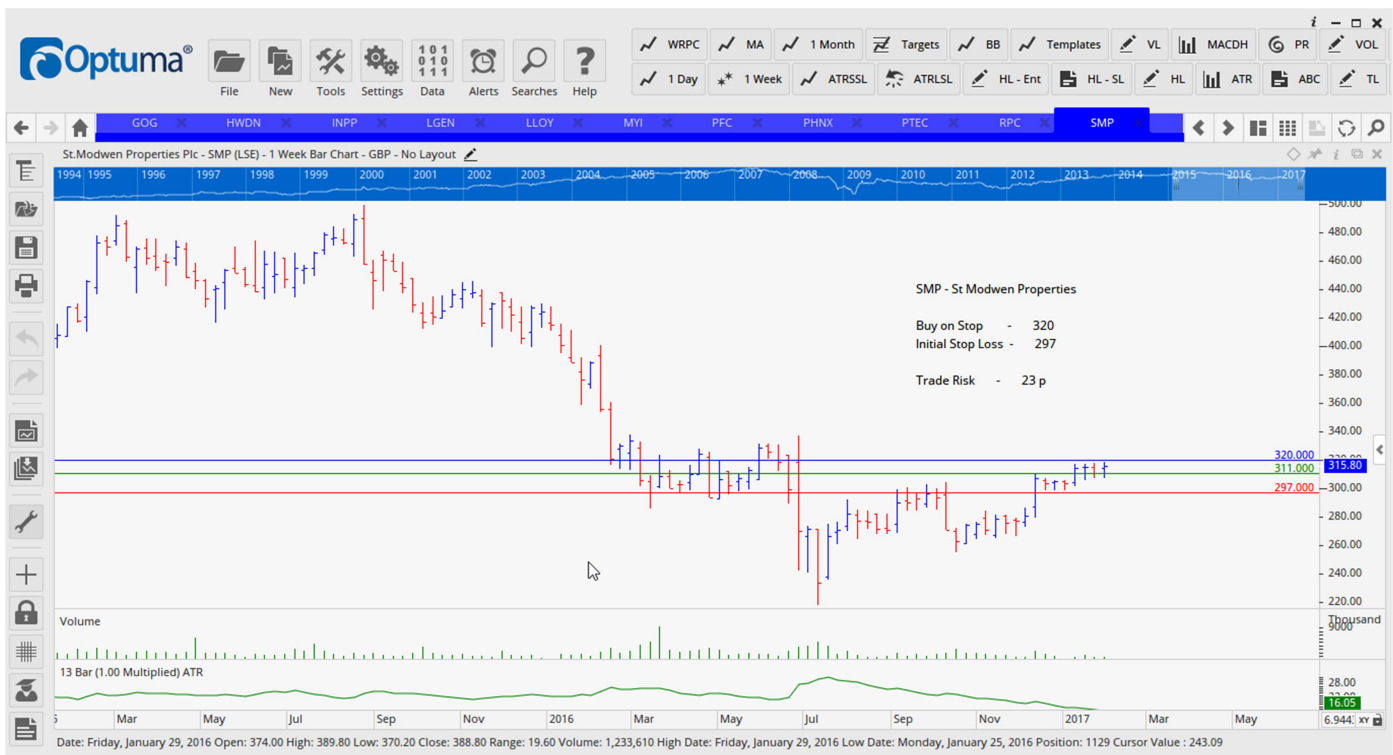 i
Optuma®
WRPC MA 1 Month Targets BB Templates VL MACDH PR VOL
1 Day 1 Week ATRSSL ATRLSL HL - Ent HL - SL HL ATR ABC TL
101
010
111
File New Tools Settings Data Alerts Searches Help
GOG HWDN INPP LGEN LLOY MYI PFC PHNX PTEC RPC SMP
St.Modwen Properties Plc - SMP (LSE) - 1 Week Bar Chart - GBP - No Layout
1994 1995 1996 1997 1998 1999 2000 2001 2002 2003 2004 2005 2006 2007 2008 2009 2010 2011 2012 2013 2014 2015 2016 2017
500.00
480.00
460.00
SMP - St Modwen Properties
440.00
Buy on Stop - 320
420.00
Initial Stop Loss - 297
400.00
Trade Risk - 23 p
380.00
360.00
340.00
320.000
311.000
315.80
297.000
300.00
280.00
260.00
240.00
220.00
Volume
Thousand
9000
13 Bar (1.00 Multiplied) ATR
28.00
16.05
Mar May Jul Sep Nov 2016 Mar May Jul Sep Nov 2017 Mar May
6.944 XY
Date: Friday, January 29, 2016 Open: 374.00 High: 389.80 Low: 370.20 Close: 388.80 Range: 19.60 Volume: 1,233,610 High Date: Friday, January 29, 2016 Low Date: Monday, January 25, 2016 Position: 1129 Cursor Value : 243.09